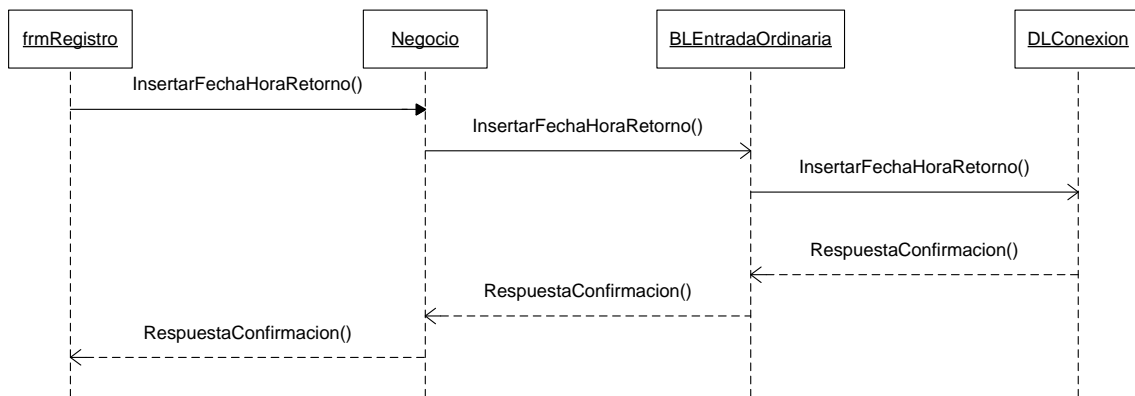 frmRegistro
Negocio
BLEntradaOrdinaria
DLConexion
InsertarFechaHoraRetorno()
InsertarFechaHoraRetorno()
InsertarFechaHoraRetorno()
RespuestaConfirmacion()
RespuestaConfirmacion()
RespuestaConfirmacion()